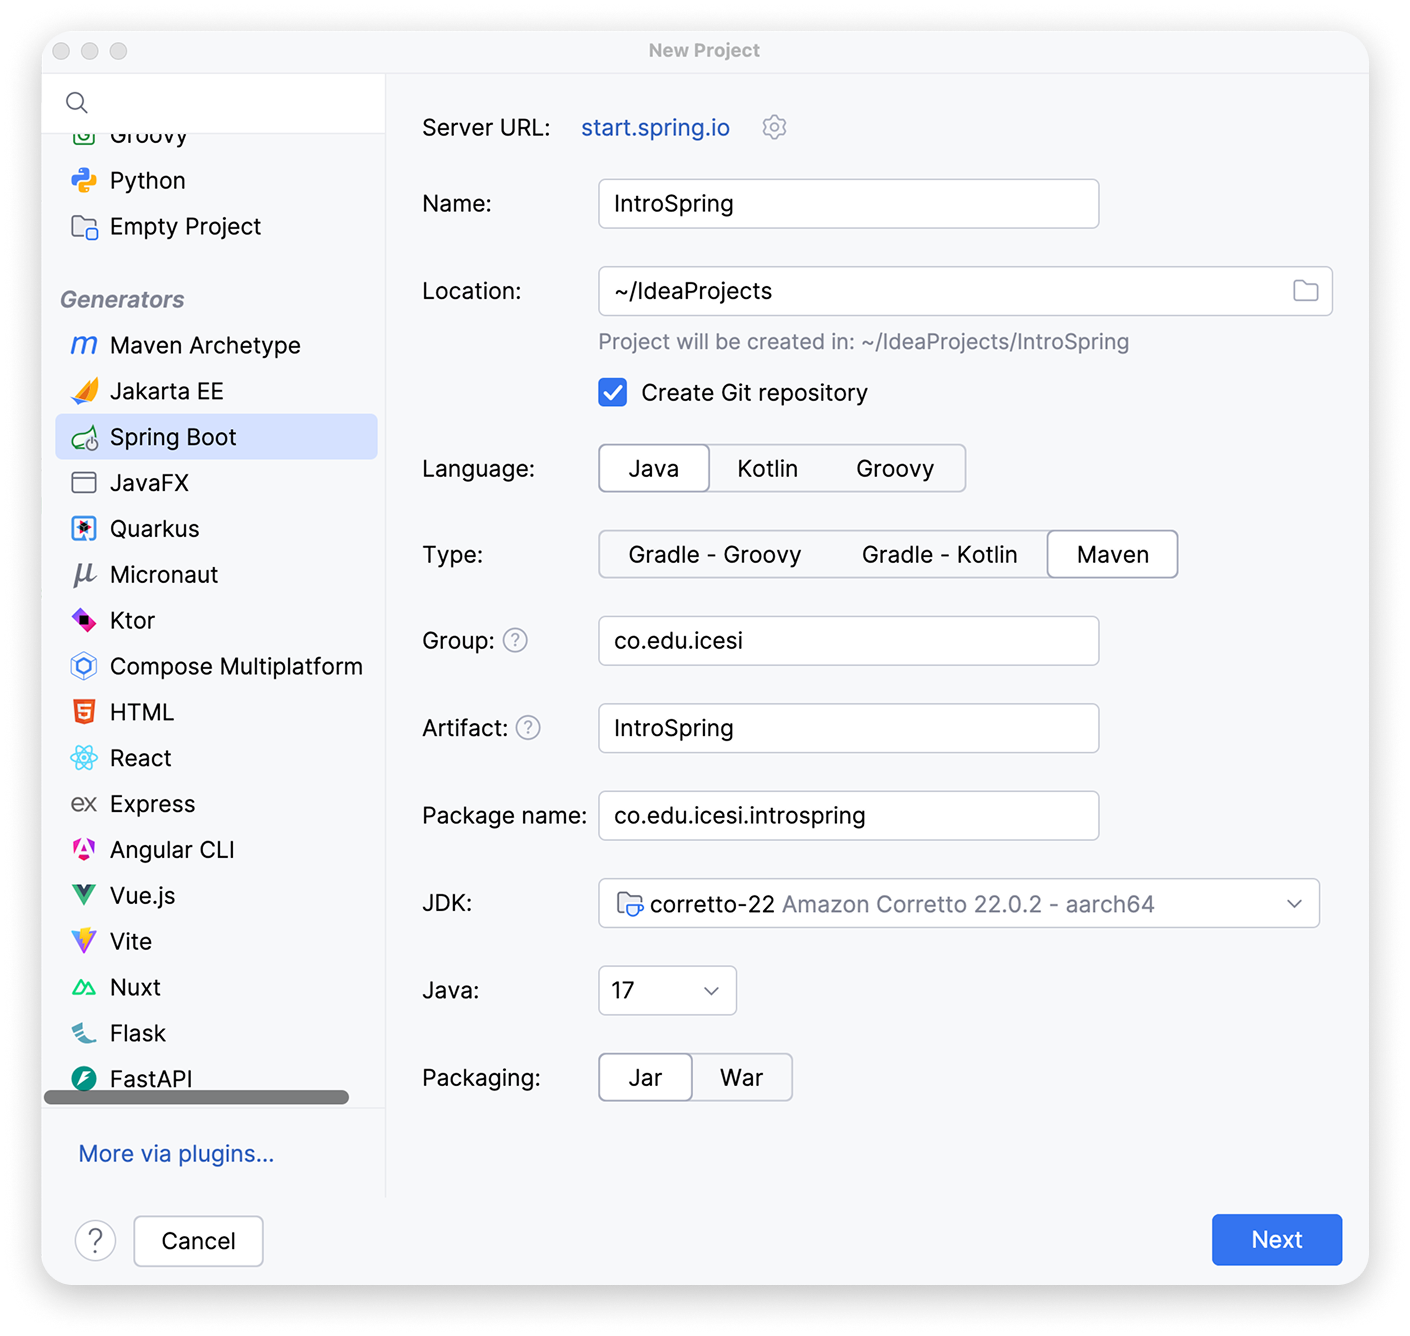 New Project
Groovy
Python
Empty Project
Generators
Maven Archetype
Jakarta EE
Spring Boot
JavaFX
Quarkus
Micronaut
Ktor
Compose Multiplatform
HTML
React
ex Express
Angular CLI
Vue.js
Vite
Nuxt
Flask
FastAPI
More via plugins...
? Cancel
Server URL: start.spring.io
Name: IntroSpring
Location: ~/IdeaProjects
Project will be created in: ~/IdeaProjects/IntroSpring
Create Git repository
Language: Java Kotlin Groovy
Type: Gradle - Groovy Gradle - Kotlin Maven
Group: ? co.edu.icesi
Artifact: ? IntroSpring
Package name: co.edu.icesi.introspring
JDK: corretto-22 Amazon Corretto 22.0.2 - aarch64
Java: 17
Packaging: Jar War
Next